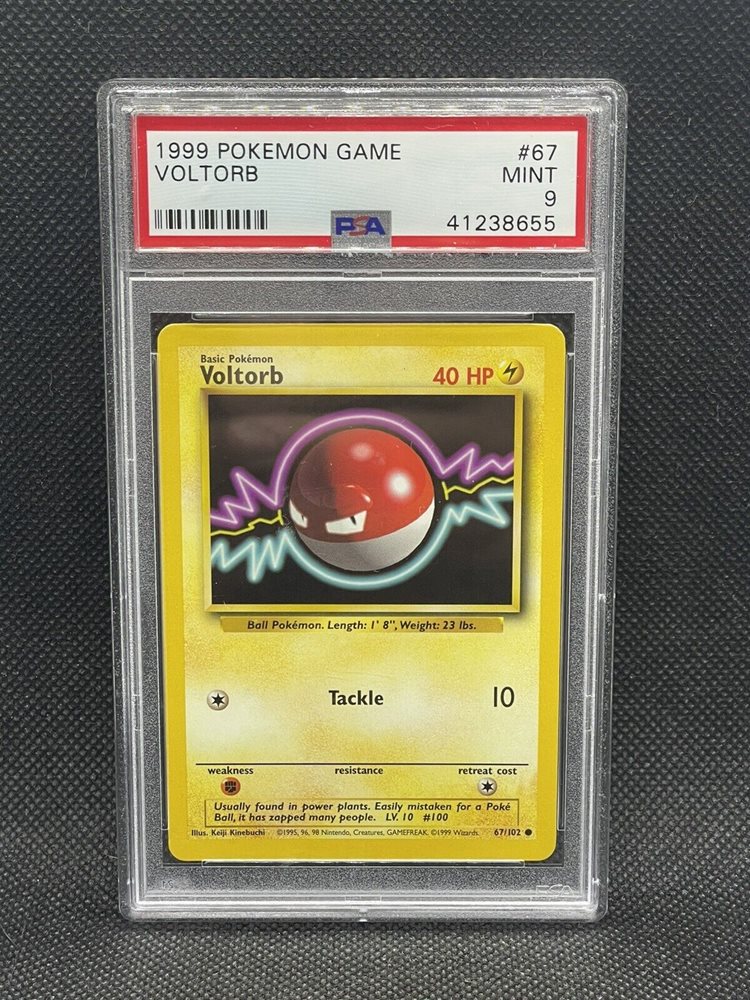 1999 POKEMON GAME #67
VOLTORB MINT
9
PSA 41238655
Basic Pokémon
Voltorb 40 HP
Ball Pokémon. Length: 1' 8", Weight: 23 lbs.
Tackle 10
weakness resistance retreat cost
Usually found in power plants. Easily mistaken for a Poké
Ball, it has zapped many people. LV. 10 #100
Illus. Keiji Kinebuchi ©1995, 96, 98 Nintendo, Creatures, GAMEFREAK. ©1999 Wizards. 67/102
PSA